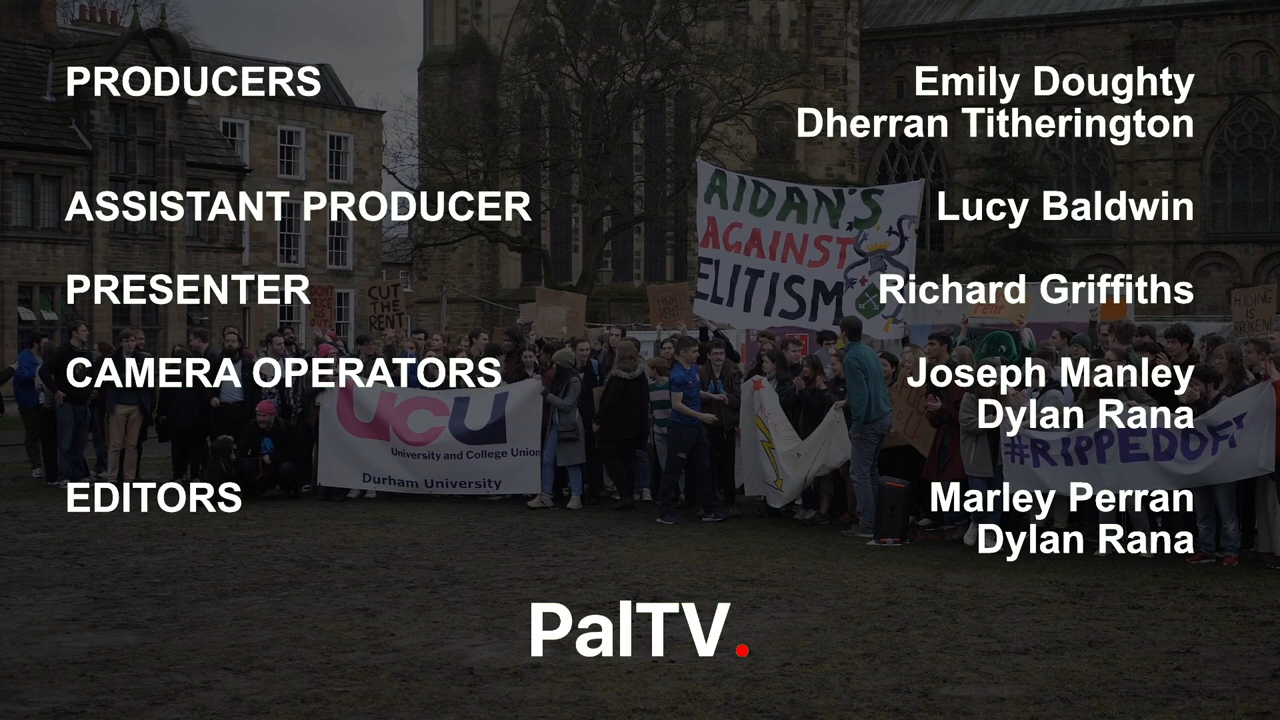 PRODUCERS
Emily Doughty
Dherran Titherington
ASSISTANT PRODUCER
Lucy Baldwin
PRESENTER
Richard Griffiths
CAMERA OPERATORS
Joseph Manley
Dylan Rana
EDITORS
Marley Perran
Dylan Rana
PalTV.
AIDAN'S
AGAINST
ELITISM
CUT
THE
RENT
UCU
University and College Union
Durham University
#RIPPEDOFF